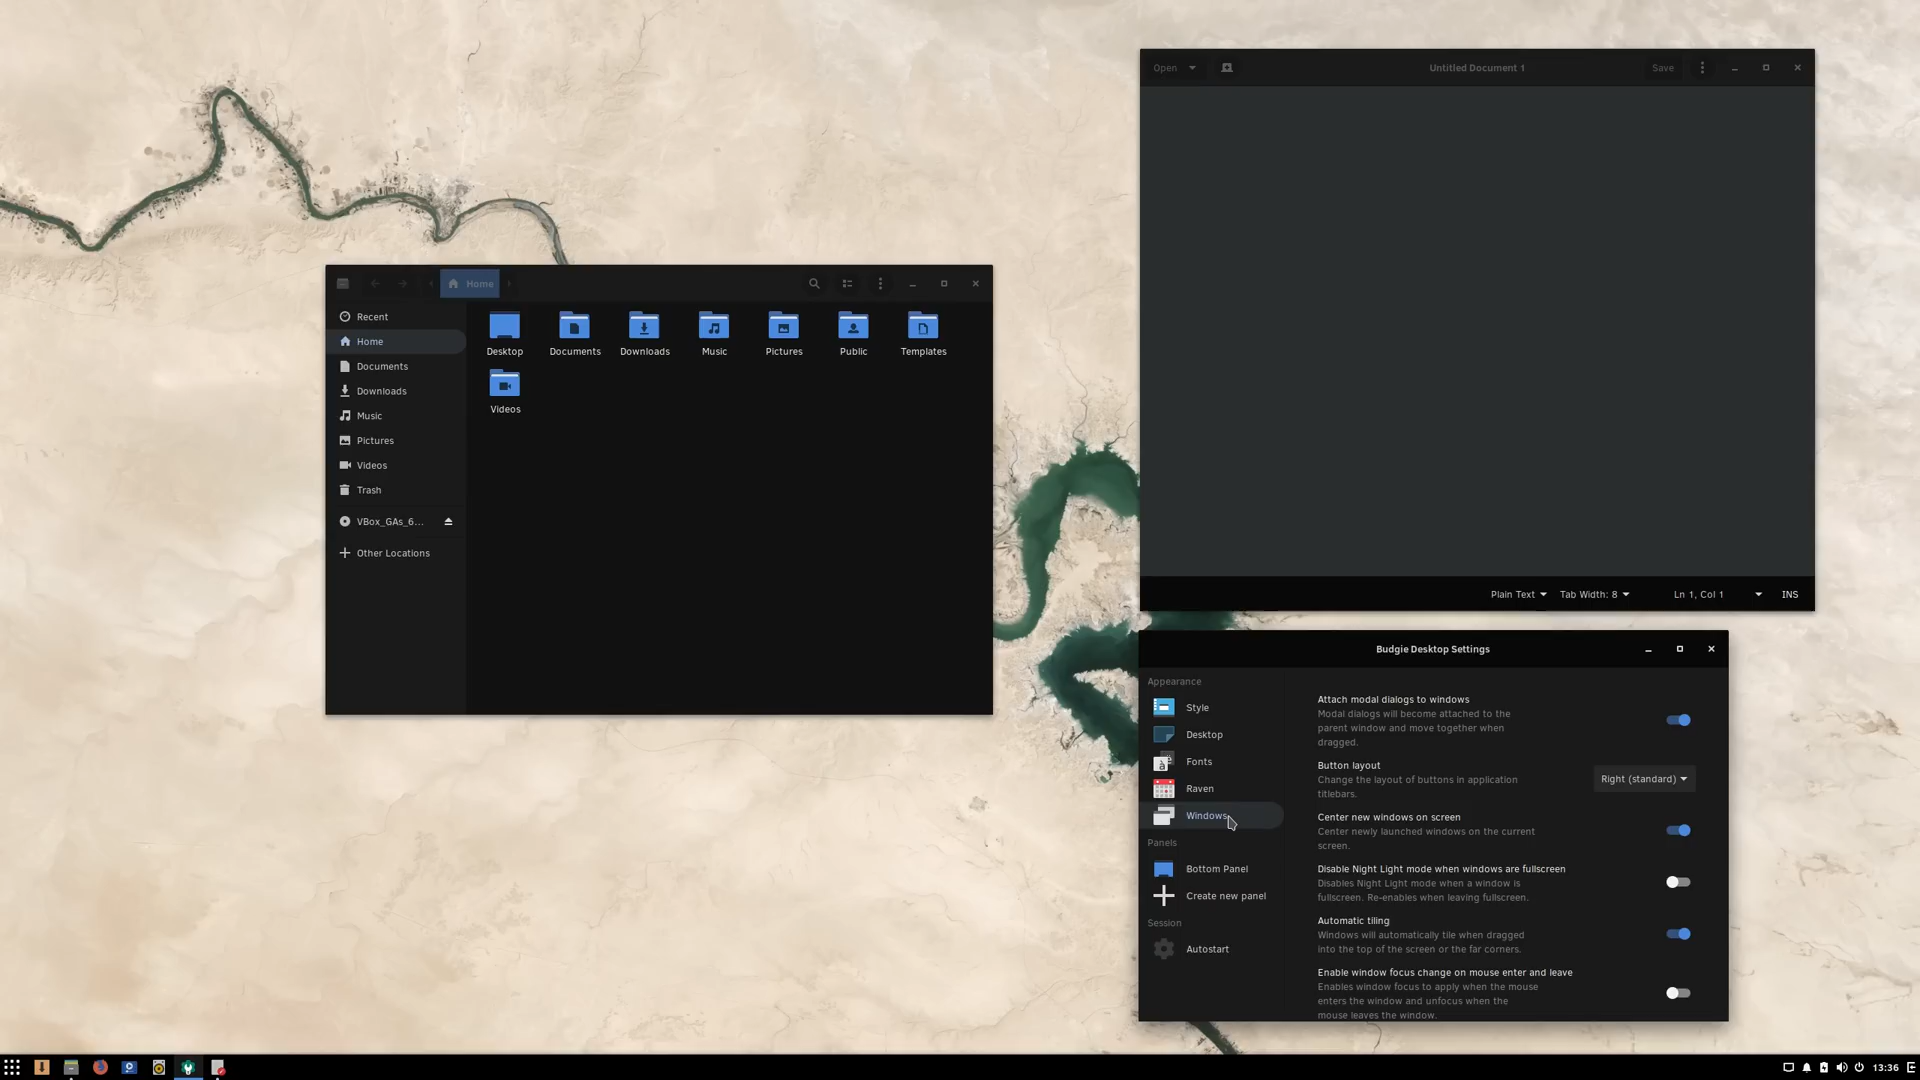 Open
Untitled Document 1
Save
Plain Text
Tab Width: 8
Ln 1, Col 1
INS
Home
Recent
Home
Documents
Downloads
Music
Pictures
Videos
Trash
VBox_GAs_6...
Other Locations
Desktop
Documents
Downloads
Music
Pictures
Public
Templates
Videos
Budgie Desktop Settings
Appearance
Style
Desktop
Fonts
Raven
Windows
Panels
Bottom Panel
Create new panel
Session
Autostart
Attach modal dialogs to windows
Modal dialogs will become attached to the
parent window and move together when
dragged.
Button layout
Change the layout of buttons in application
titlebars.
Right (standard)
Center new windows on screen
Center newly launched windows on the current
screen.
Disable Night Light mode when windows are fullscreen
Disables Night Light mode when a window is
fullscreen. Re-enables when leaving fullscreen.
Automatic tiling
Windows will automatically tile when dragged
into the top of the screen or the far corners.
Enable window focus change on mouse enter and leave
Enables window focus to apply when the mouse
enters the window and unfocus when the
mouse leaves the window.
13:36